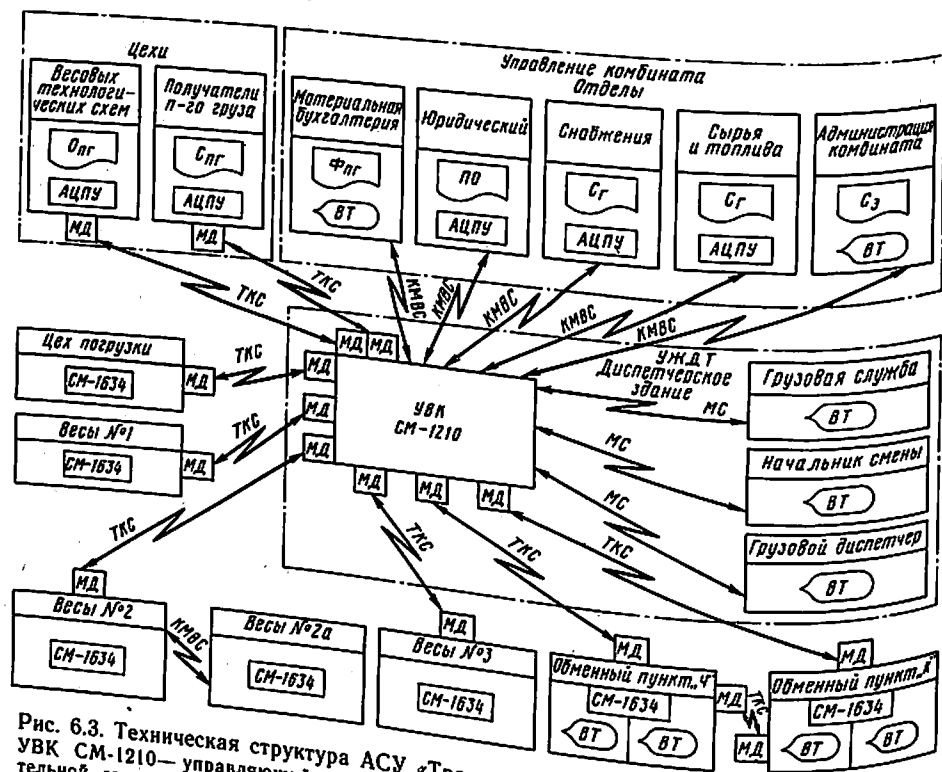 Цехи
Весовых
технологи-
ческих схем
Опг
АЦПУ
МД
Получатели
п-го груза
Спг
АЦПУ
МД
Управление комбината
Отделы
Материальная
бухгалтерия
Фпг
ВТ
Юридический
ПО
АЦПУ
Снабжения
Сг
АЦПУ
Сырья
и топлива
Сг
АЦПУ
Администрация
комбината
Сэ
ВТ
ТКС
ТКС
КМВС
КМВС
КМВС
КМВС
КМВС
Цех погрузки
СМ-1634
МД
ТКС
МД
МД МД
УЖДТ
Диспетчерское
здание
УВК
СМ-1210
МС
Грузовая служба
ВТ
Весы №1
СМ-1634
МД
ТКС
МД
МД
МС
Начальник смены
ВТ
МС
Грузовой диспетчер
ВТ
МД
МД
МД
ТКС
ТКС
ТКС
ТКС
МД
Весы №2
СМ-1634
КМВС
Весы №2а
СМ-1634
МД
Весы №3
СМ-1634
МД
Обменный пункт „Ч"
СМ-1634
ВТ
ВТ
МД
ТКС
МД
МД
Обменный пункт „К"
СМ-1634
ВТ
ВТ
Рис. 6.3. Техническая структура АСУ
УВК СМ-1210—